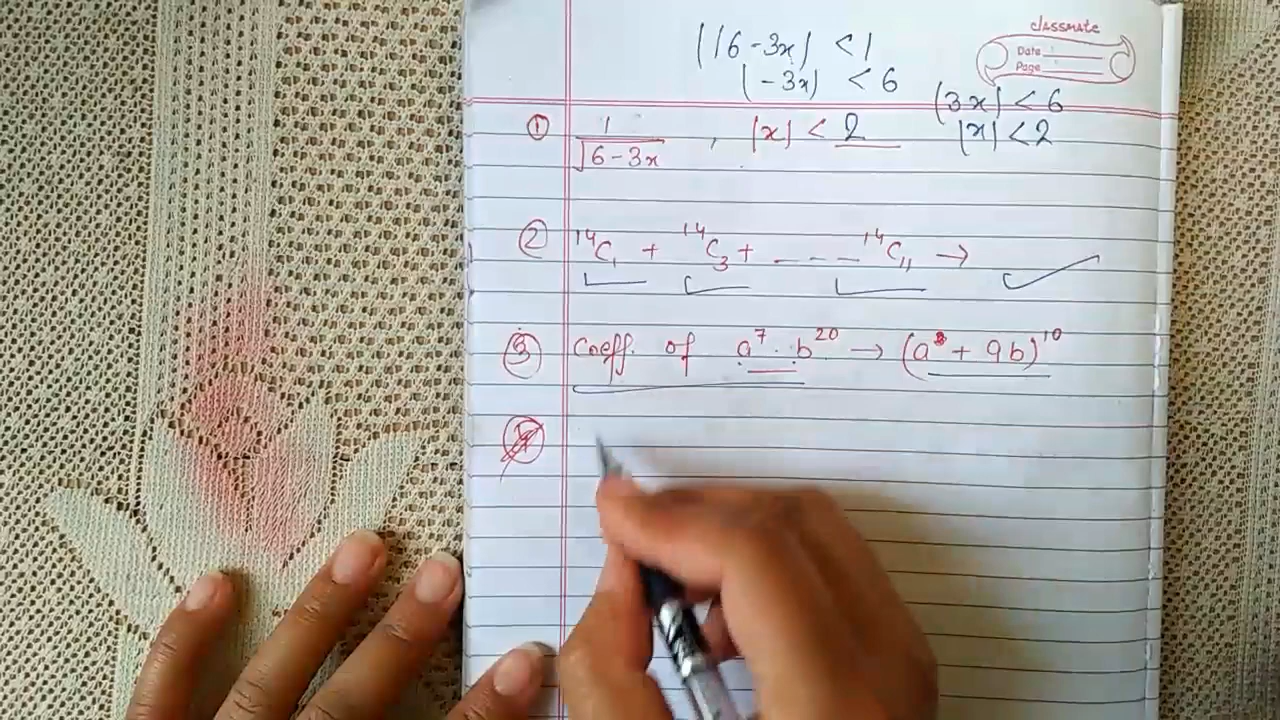 ||6-3x| <1
classmate
Date
Page
|-3x| < 6
|3x| < 6
① 1/√(6-3x) , |x| < 2 |x| < 2
② ¹⁴C₁ + ¹⁴C₃ + - - - ¹⁴C₁₁ →
③ Coeff. of a⁷ · b²⁰ → (a³ + 9b)¹⁰